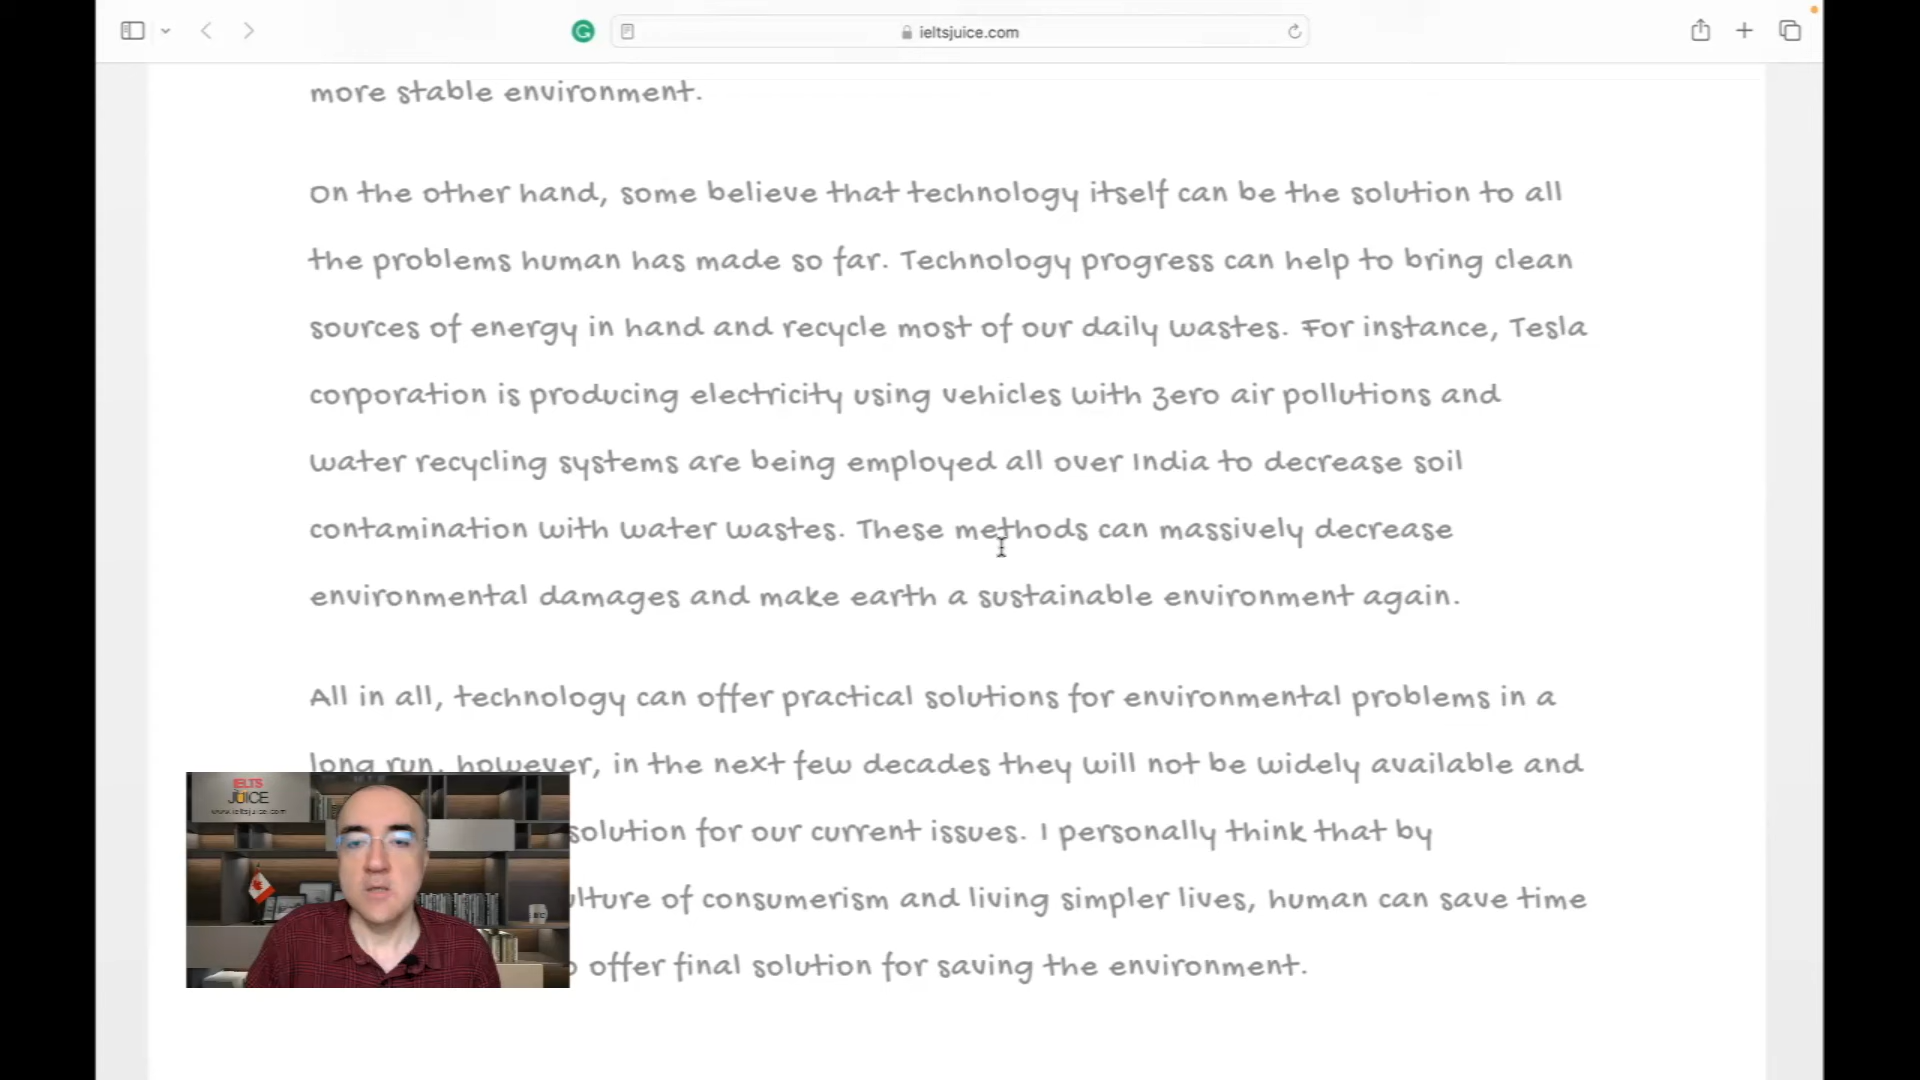 ieltsjuice.com
more stable environment.
On the other hand, some believe that technology itself can be the solution to all
the problems human has made so far. Technology progress can help to bring clean
sources of energy in hand and recycle most of our daily wastes. For instance, Tesla
corporation is producing electricity using vehicles with zero air pollutions and
water recycling systems are being employed all over India to decrease soil
contamination with water wastes. These methods can massively decrease
environmental damages and make earth a sustainable environment again.
All in all, technology can offer practical solutions for environmental problems in a
long run, however, in the next few decades they will not be widely available and
solution for our current issues. I personally think that by
of consumerism and living simpler lives, human can save time
offer final solution for saving the environment.
IELTS
JUICE
www.ieltsjuice.com